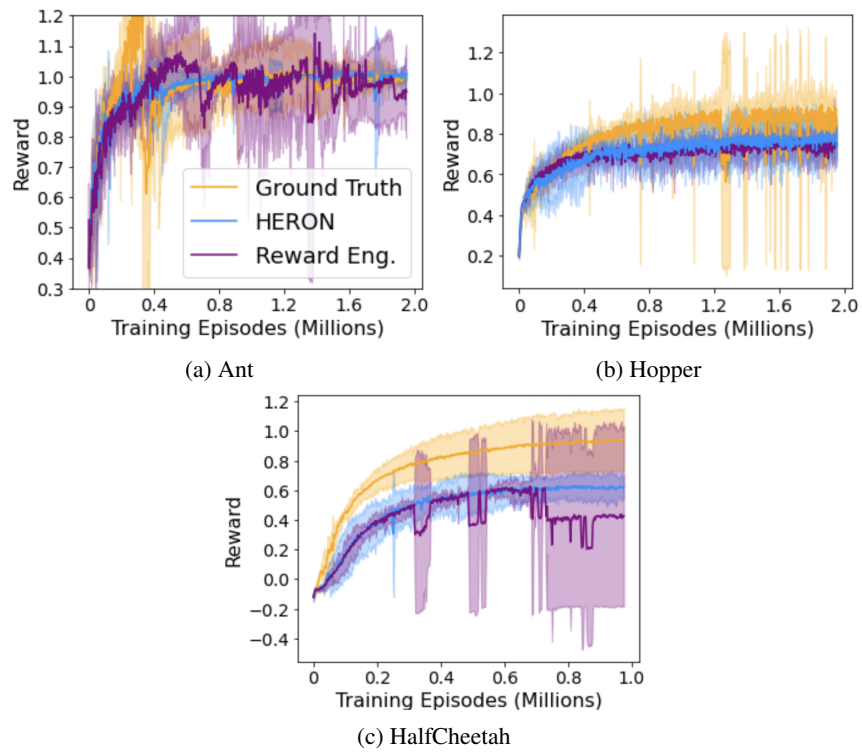 1.2
1.1
1.0
0.9
0.8
0.7
0.6
0.5
0.4
0.3
Reward
Ground Truth
HERON
Reward Eng.
0 0.4 0.8 1.2 1.6 2.0
Training Episodes (Millions)
(a) Ant
1.2
1.0
0.8
0.6
0.4
0.2
Reward
0 0.4 0.8 1.2 1.6 2.0
Training Episodes (Millions)
(b) Hopper
1.2
1.0
0.8
0.6
0.4
0.2
0.0
−0.2
−0.4
Reward
0 0.2 0.4 0.6 0.8 1.0
Training Episodes (Millions)
(c) HalfCheetah